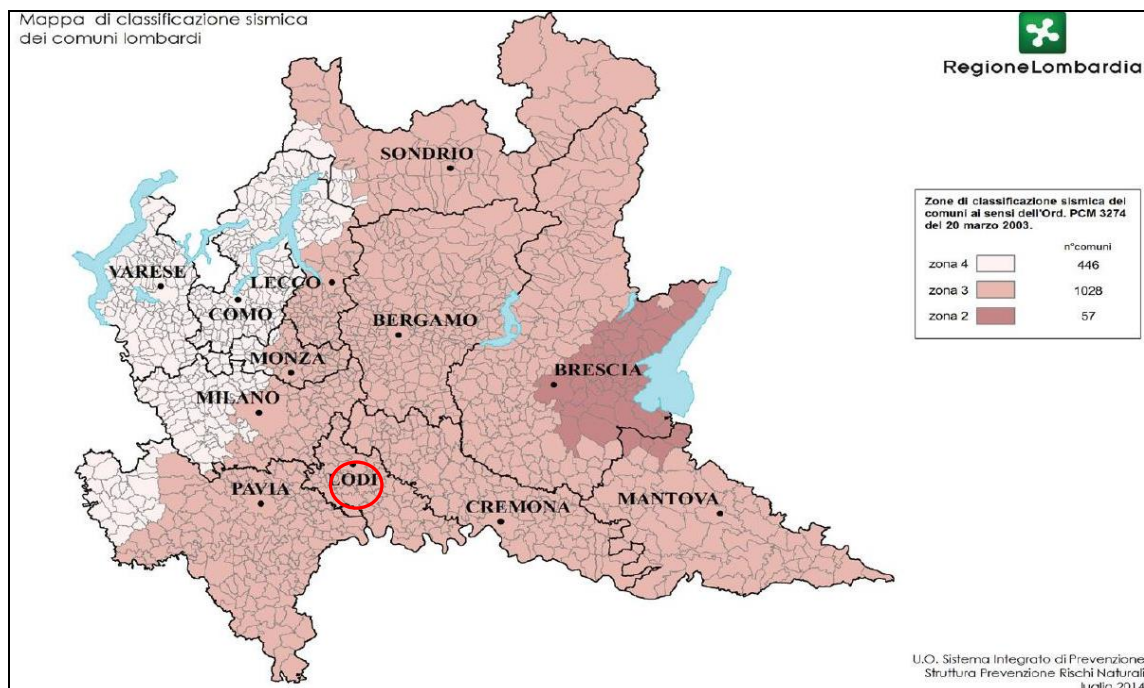 Mappa di classificazione sismica
dei comuni lombardi
RegioneLombardia
SONDRIO
VARESE
LECCO
COMO
BERGAMO
MONZA
BRESCIA
MILANO
LODI
PAVIA
CREMONA
MANTOVA
Zone di classificazione sismica dei
comuni ai sensi dell'Ord. PCM 3274
del 20 marzo 2003.
n°comuni
zona 4 446
zona 3 1028
zona 2 57
U.O. Sistema Integrato di Prevenzione
Struttura Prevenzione Rischi Naturali
luglio 2014